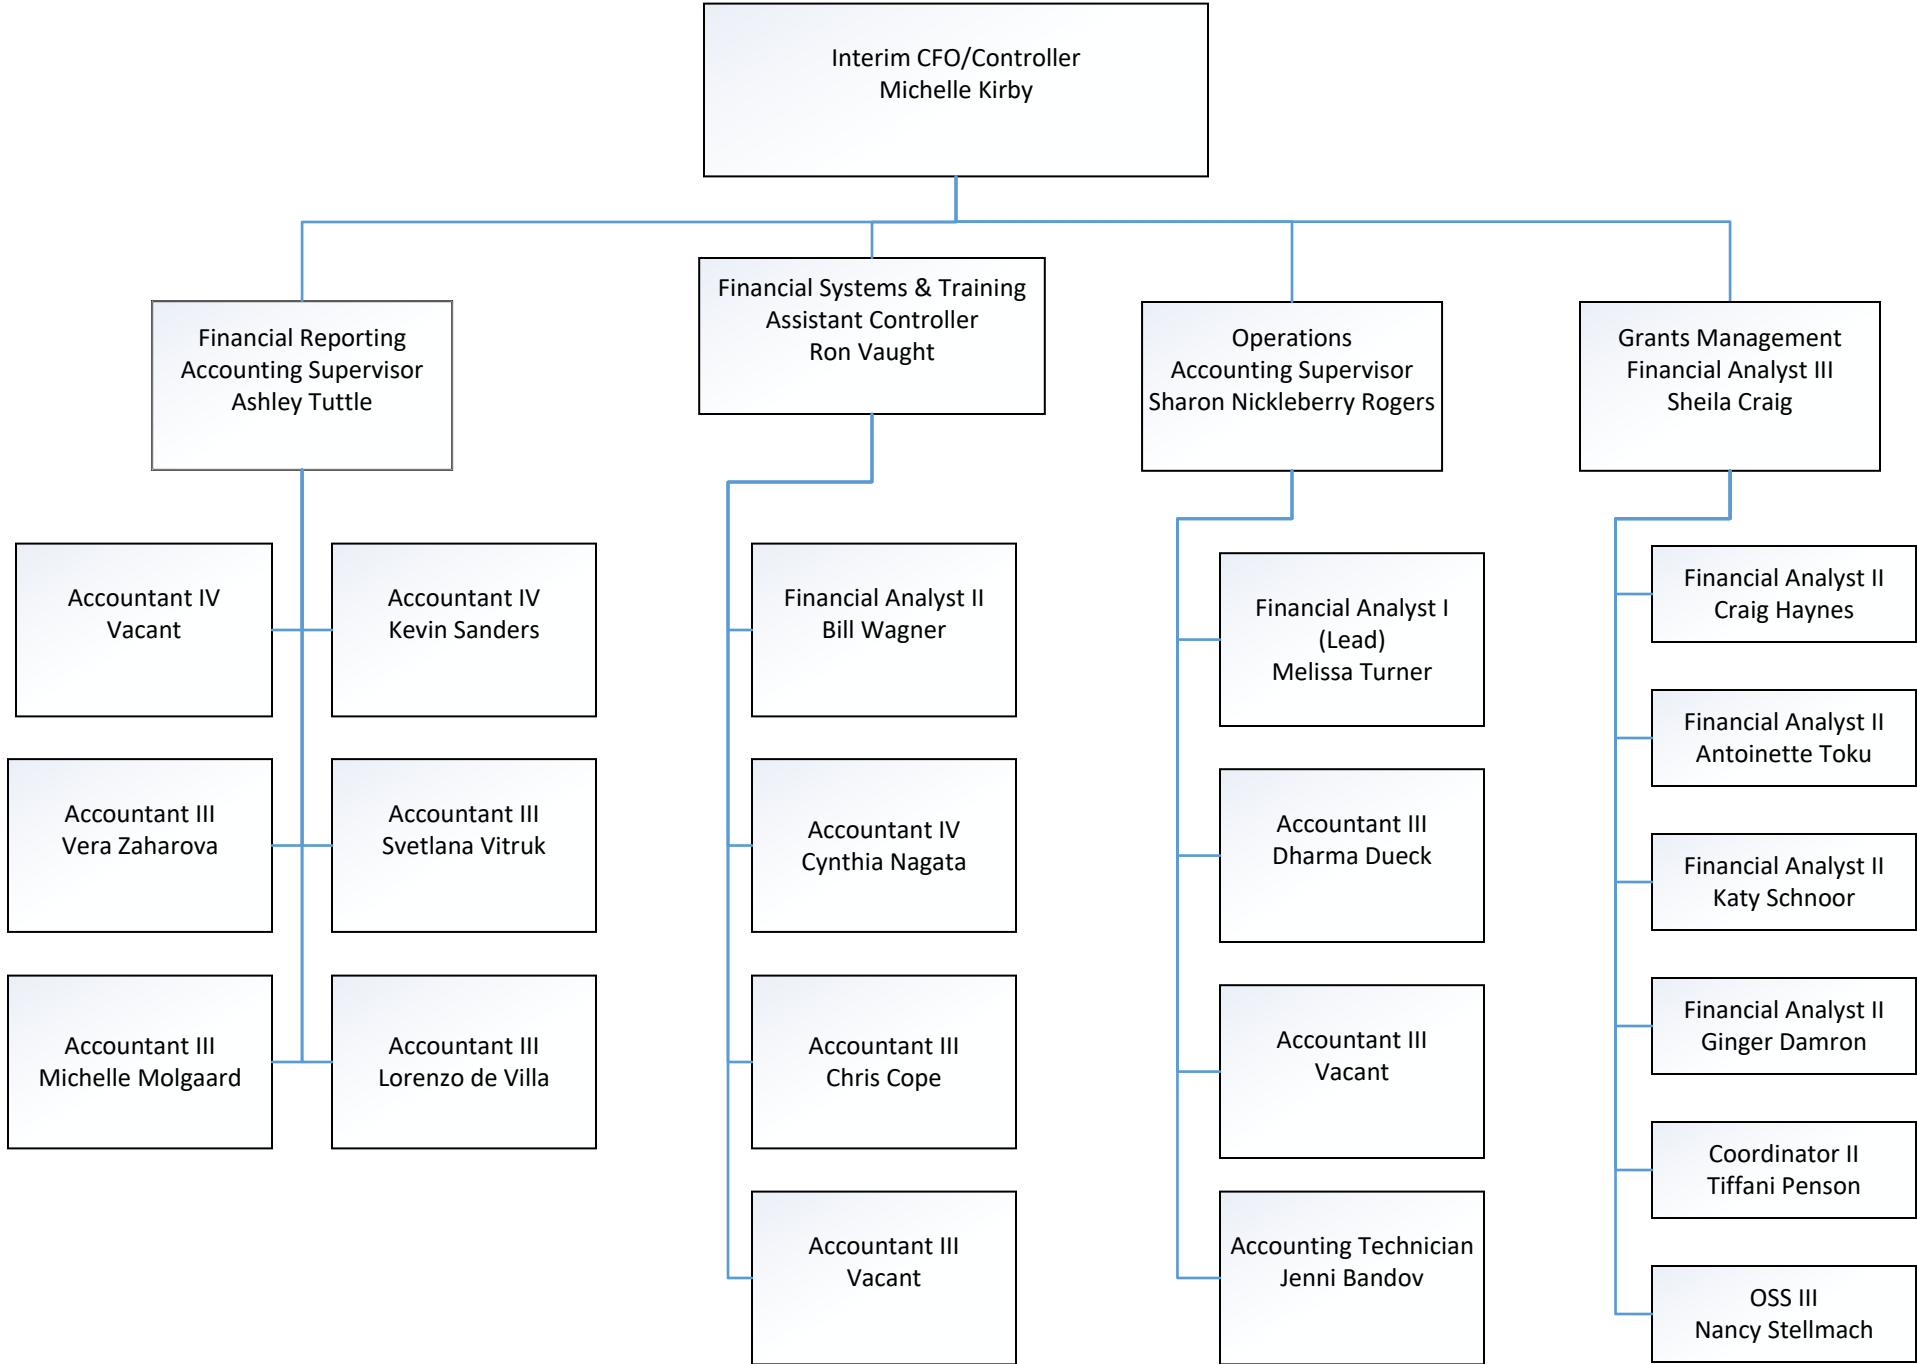 Interim CFO/Controller
Michelle Kirby
Financial Reporting
Accounting Supervisor
Ashley Tuttle
Financial Systems & Training
Assistant Controller
Ron Vaught
Operations
Accounting Supervisor
Sharon Nickleberry Rogers
Grants Management
Financial Analyst III
Sheila Craig
Accountant IV
Vacant
Accountant IV
Kevin Sanders
Accountant III
Vera Zaharova
Accountant III
Svetlana Vitruk
Accountant III
Michelle Molgaard
Accountant III
Lorenzo de Villa
Financial Analyst II
Bill Wagner
Accountant IV
Cynthia Nagata
Accountant III
Chris Cope
Accountant III
Vacant
Financial Analyst I
(Lead)
Melissa Turner
Accountant III
Dharma Dueck
Accountant III
Vacant
Accounting Technician
Jenni Bandov
Financial Analyst II
Craig Haynes
Financial Analyst II
Antoinette Toku
Financial Analyst II
Katy Schnoor
Financial Analyst II
Ginger Damron
Coordinator II
Tiffani Penson
OSS III
Nancy Stellmach